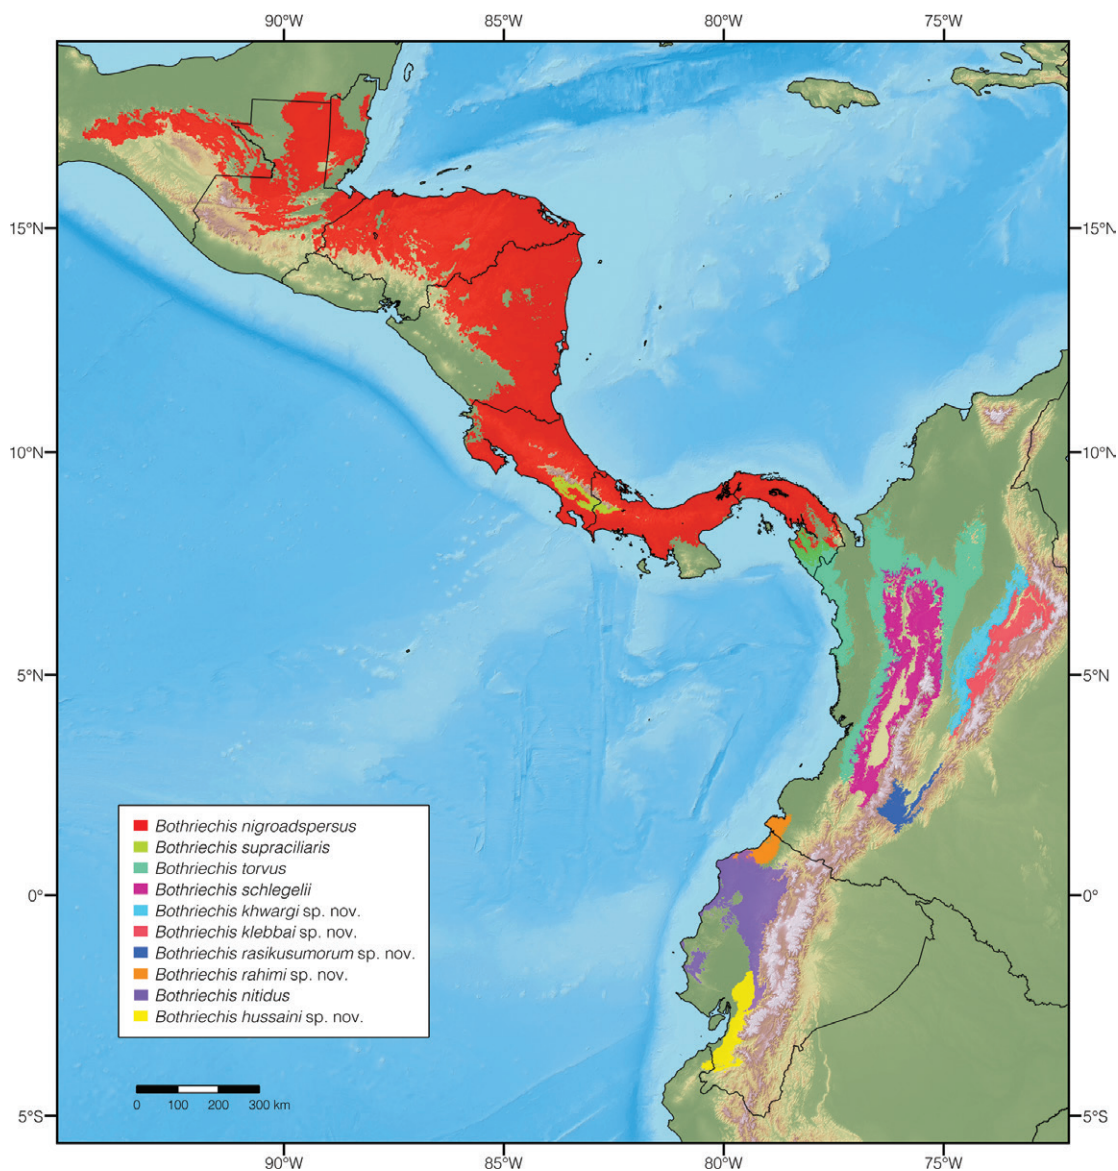 90°W 85°W 80°W 75°W
15°N 15°N
10°N 10°N
5°N 5°N
Bothriechis nigroadspersus
Bothriechis supraciliaris
Bothriechis torvus
Bothriechis schlegelii
Bothriechis khwargi sp. nov.
Bothriechis klebbai sp. nov.
Bothriechis rasikusumorum sp. nov.
Bothriechis rahimi sp. nov.
Bothriechis nitidus
Bothriechis hussaini sp. nov.
0° 0°
0 100 200 300 km
5°S 5°S
90°W 85°W 80°W 75°W